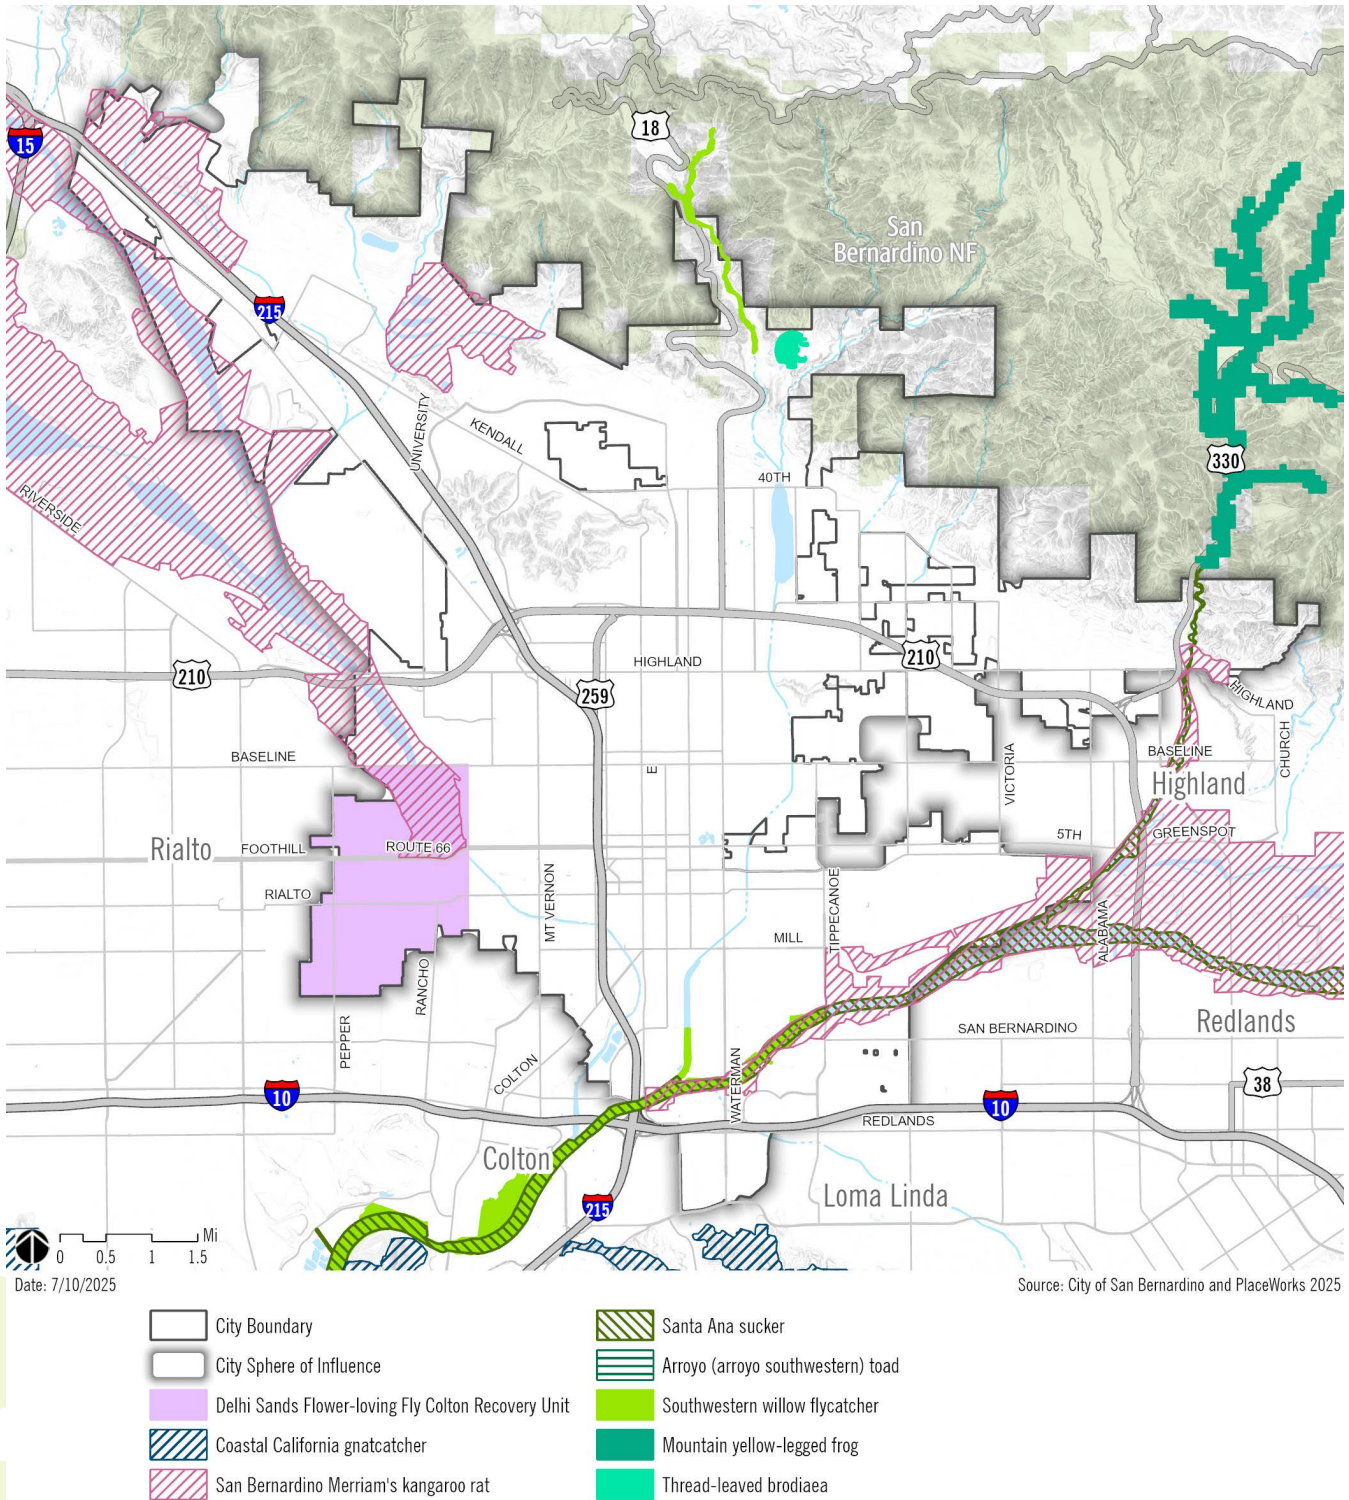 18
15
San
Bernardino NF
215
UNIVERSITY
KENDALL
330
40TH
RIVERSIDE
HIGHLAND
210
210
259
HIGHLAND
BASELINE
BASELINE
CHURCH
E
VICTORIA
Highland
Rialto
FOOTHILL
ROUTE 66
5TH
GREENSPOT
RIALTO
MT VERNON
TIPPECANOE
MILL
ALABAMA
RANCHO
PEPPER
SAN BERNARDINO
Redlands
COLTON
WATERMAN
10
10
38
REDLANDS
Colton
Loma Linda
215
0 0.5 1 1.5 Mi
Date: 7/10/2025
Source: City of San Bernardino and PlaceWorks 2025
City Boundary
City Sphere of Influence
Delhi Sands Flower-loving Fly Colton Recovery Unit
Coastal California gnatcatcher
San Bernardino Merriam's kangaroo rat
Santa Ana sucker
Arroyo (arroyo southwestern) toad
Southwestern willow flycatcher
Mountain yellow-legged frog
Thread-leaved brodiaea